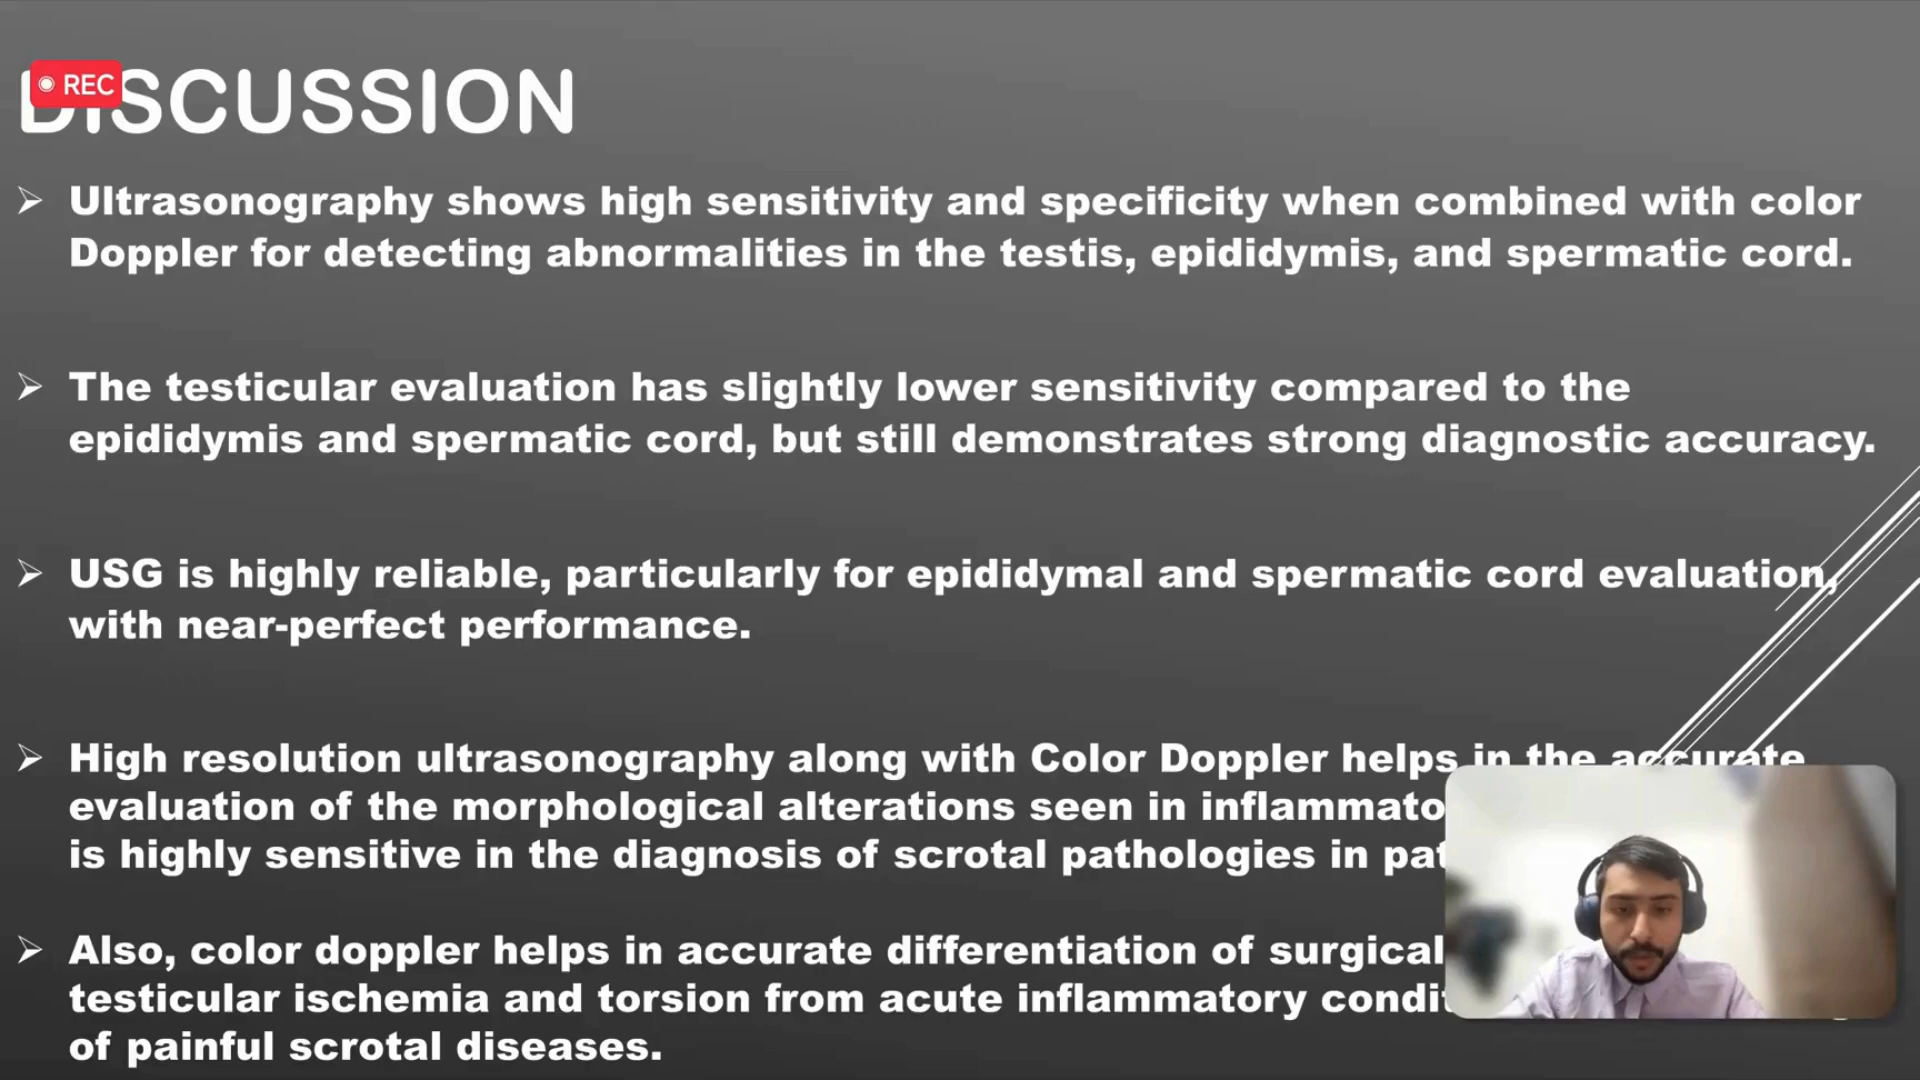 DISCUSSION
REC
Ultrasonography shows high sensitivity and specificity when combined with color
Doppler for detecting abnormalities in the testis, epididymis, and spermatic cord.
The testicular evaluation has slightly lower sensitivity compared to the
epididymis and spermatic cord, but still demonstrates strong diagnostic accuracy.
USG is highly reliable, particularly for epididymal and spermatic cord evaluation,
with near-perfect performance.
High resolution ultrasonography along with Color Doppler helps in the accurate
evaluation of the morphological alterations seen in
is highly sensitive in the diagnosis of scrotal pathologies in
Also, color doppler helps in accurate differentiation of surgical
testicular ischemia and torsion from acute inflammatory
of painful scrotal diseases.